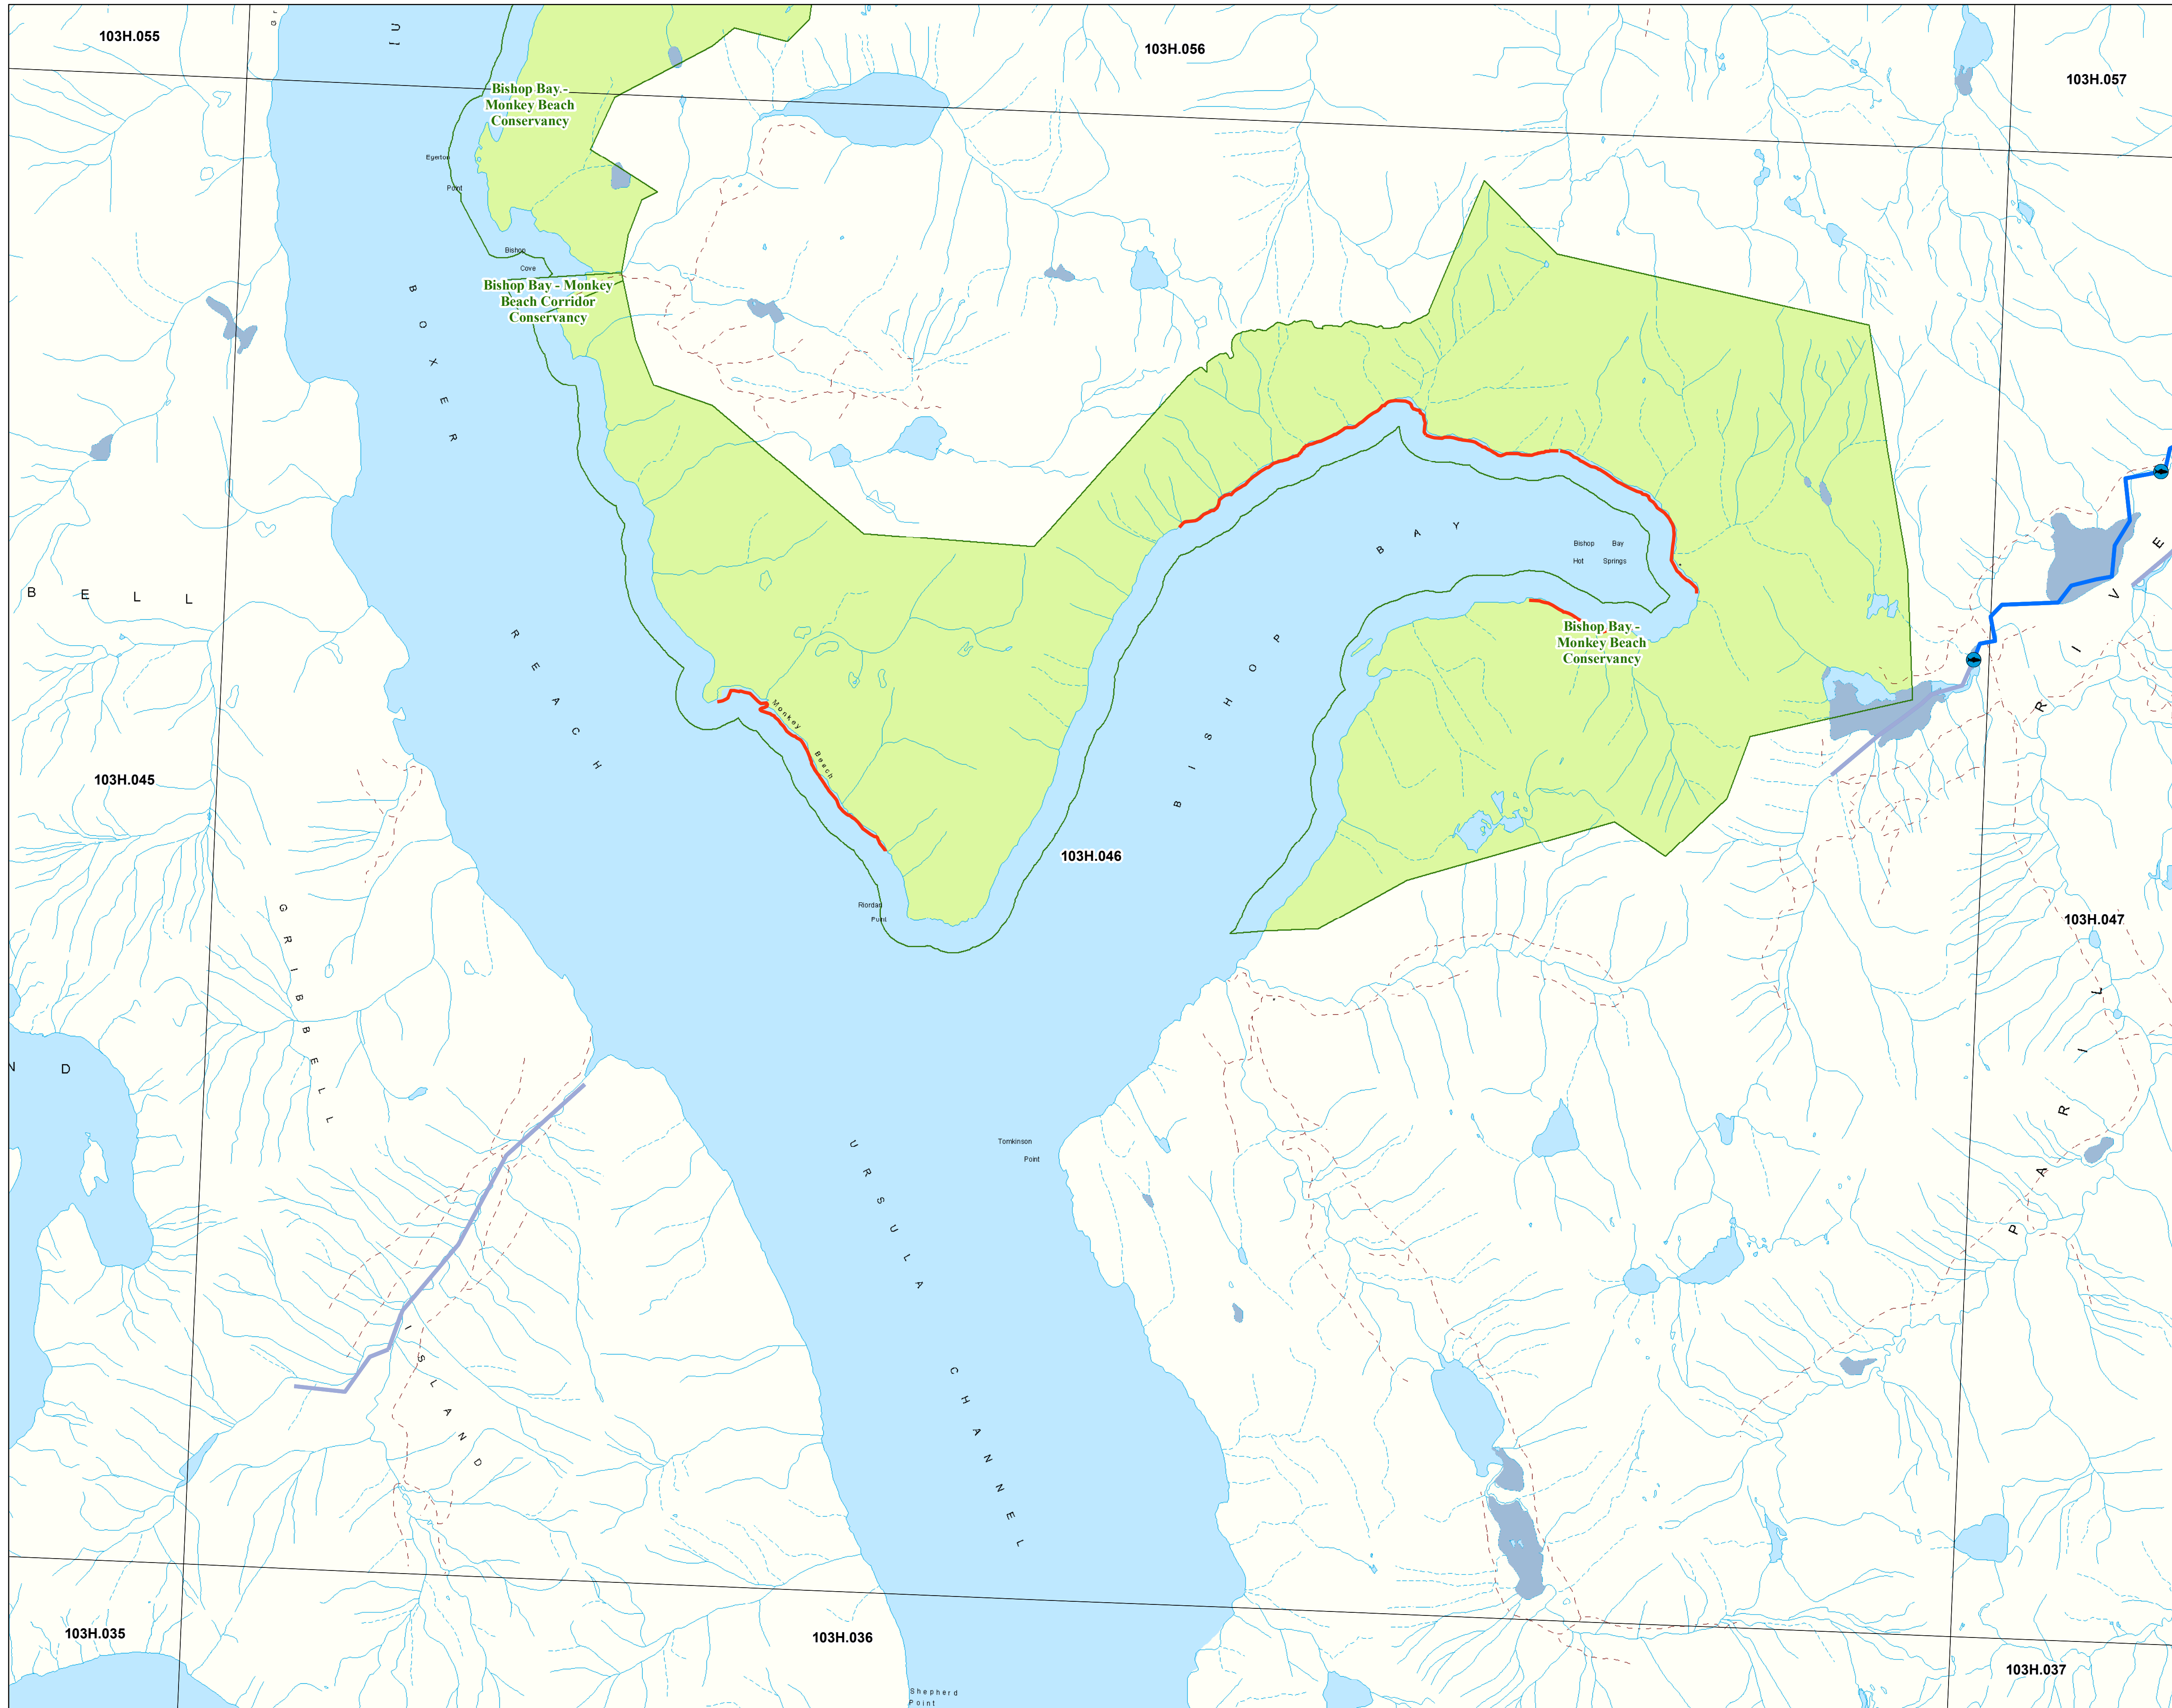 103H.055
103H.056
103H.057
Bishop Bay -
Monkey Beach
Conservancy
Egerton
Point
Bishop
Cove
Bishop Bay - Monkey
Beach Corridor
Conservancy
BOXER
REACH
BISHOP
BAY
Bishop Bay
Hot Springs
Bishop Bay -
Monkey Beach
Conservancy
BELL
Monkey
Beach
103H.045
103H.046
103H.047
Riordan
Point
GRIBBELL
ISLAND
ND
Tomkinson
Point
URSULA
CHANNEL
PARRIL
RIVE
103H.035
103H.036
103H.037
Shepherd
Point